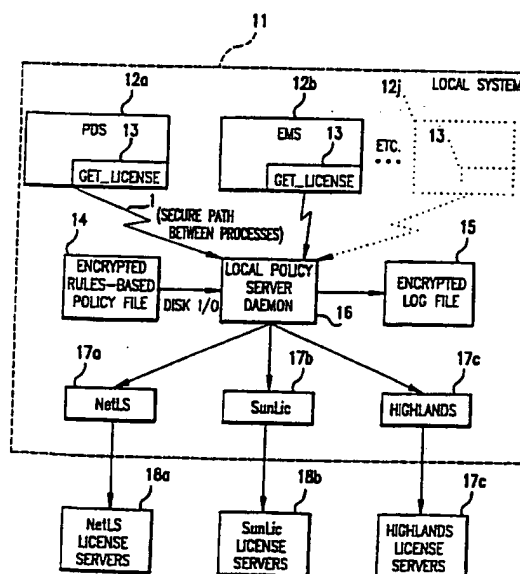 11
12a
12b
12j
LOCAL SYSTEM
PDS
13
GET_LICENSE
EMS
13
GET_LICENSE
ETC.
13
1
(SECURE PATH
BETWEEN PROCESSES)
14
ENCRYPTED
RULES-BASED
POLICY FILE
DISK I/O
LOCAL POLICY
SERVER
DAEMON
16
15
ENCRYPTED
LOG FILE
17a
NetLS
17b
SunLic
17c
HIGHLANDS
18a
NetLS
LICENSE
SERVERS
18b
SunLic
LICENSE
SERVERS
17c
HIGHLANDS
LICENSE
SERVERS